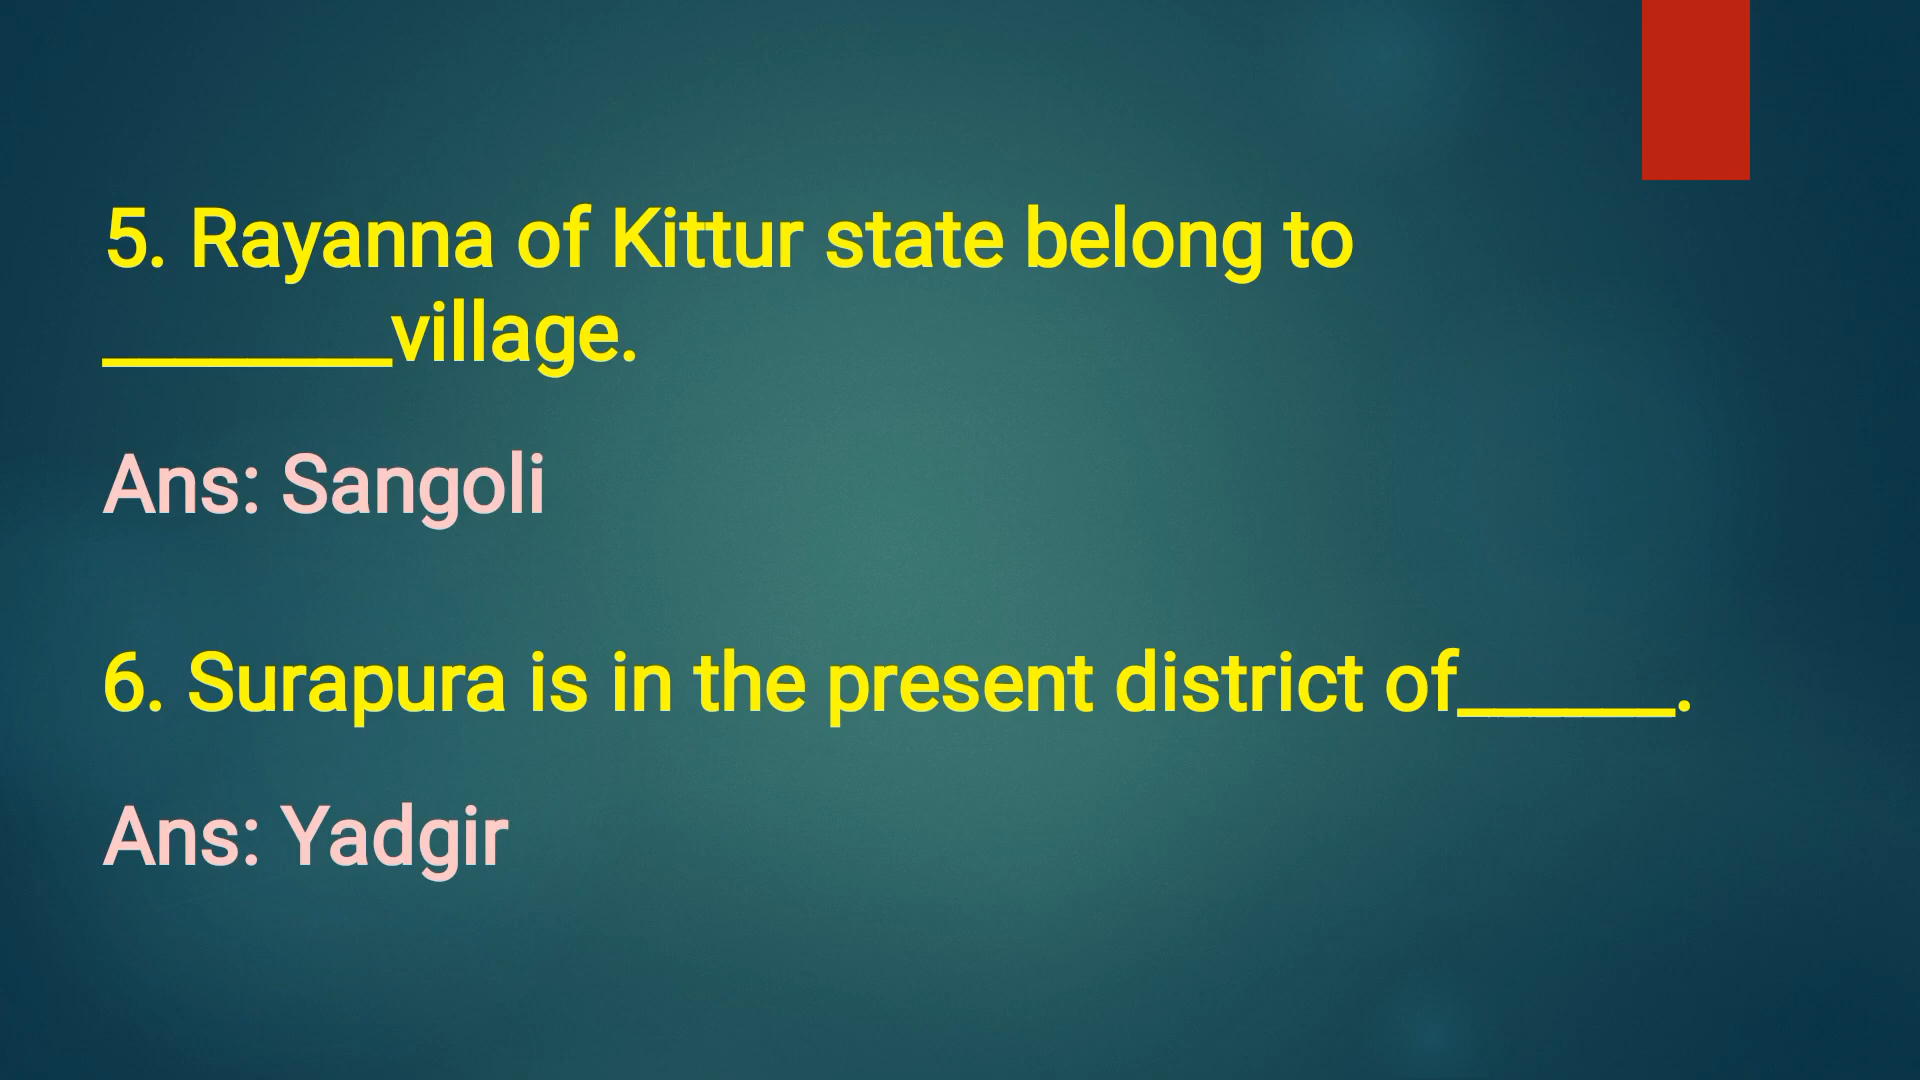 5. Rayanna of Kittur state belong to
________village.
Ans: Sangoli
6. Surapura is in the present district of______.
Ans: Yadgir